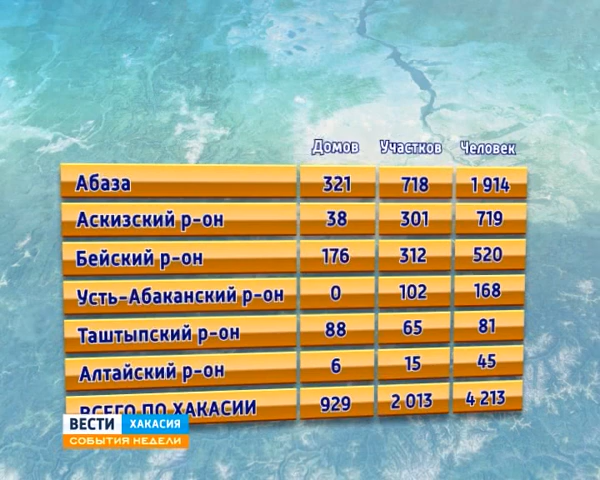 Домов Участков Человек
Абаза 321 718 1 914
Аскизский р-он 38 301 719
Бейский р-он 176 312 520
Усть-Абаканский р-он 0 102 168
Таштыпский р-он 88 65 81
Алтайский р-он 6 15 45
ВСЕГО ПО ХАКАСИИ 929 2 013 4 213
ВЕСТИ ХАКАСИЯ
СОБЫТИЯ НЕДЕЛИ